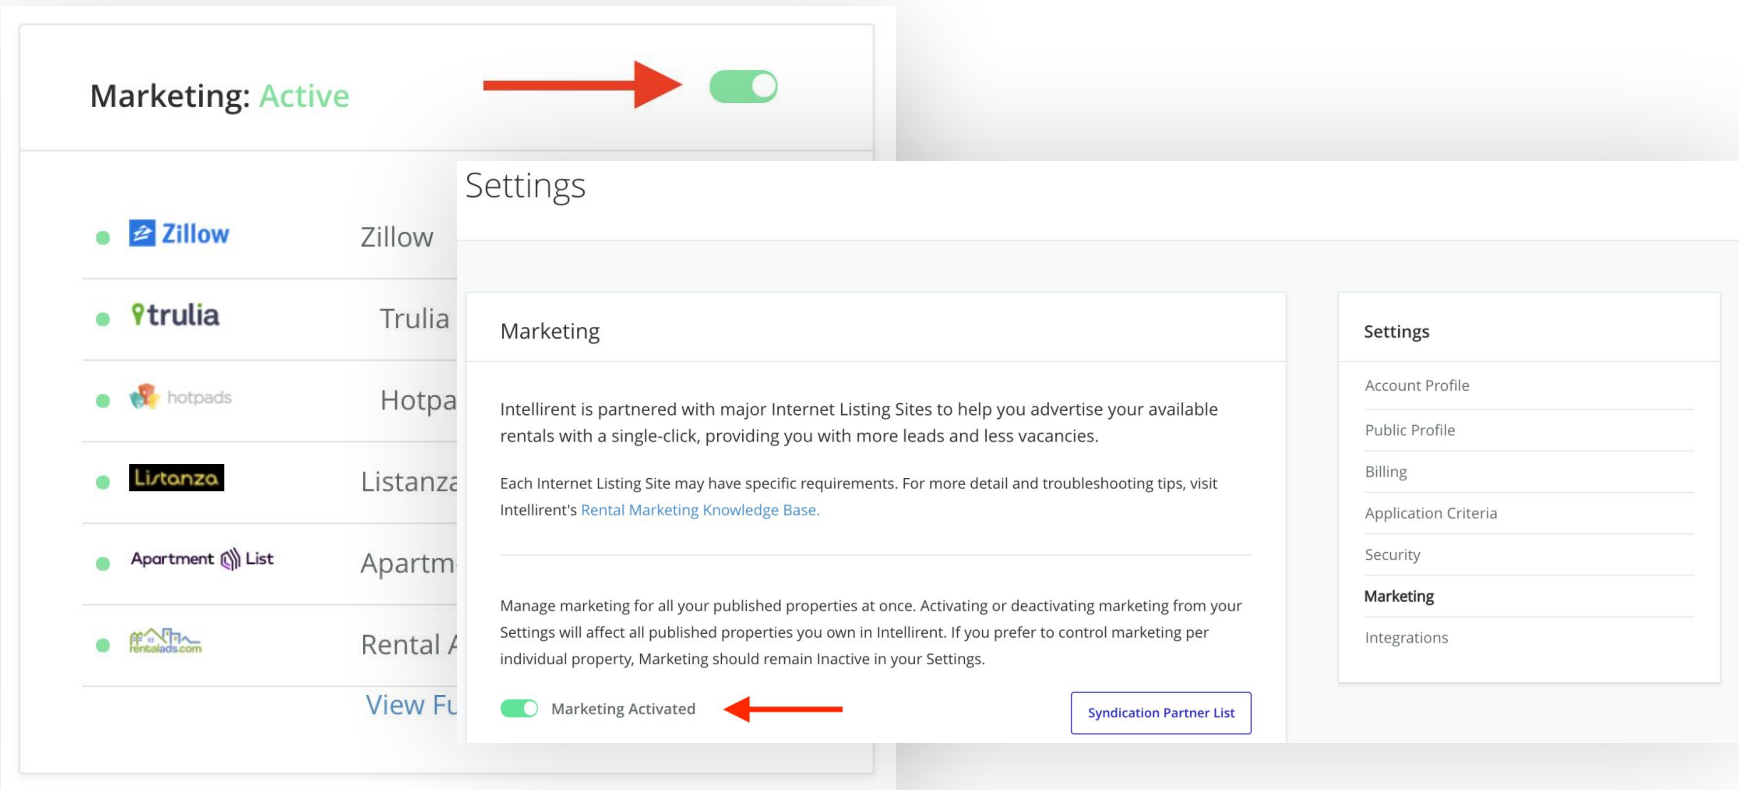 Marketing: Active
Zillow Zillow
trulia Trulia
hotpads Hotpa
Listanza Listanza
Apartment List Apartm
rentalads.com Rental A
View Fu
Settings
Marketing
Intellirent is partnered with major Internet Listing Sites to help you advertise your available
rentals with a single-click, providing you with more leads and less vacancies.
Each Internet Listing Site may have specific requirements. For more detail and troubleshooting tips, visit
Intellirent's Rental Marketing Knowledge Base.
Manage marketing for all your published properties at once. Activating or deactivating marketing from your
Settings will affect all published properties you own in Intellirent. If you prefer to control marketing per
individual property, Marketing should remain Inactive in your Settings.
Marketing Activated
Syndication Partner List
Settings
Account Profile
Public Profile
Billing
Application Criteria
Security
Marketing
Integrations